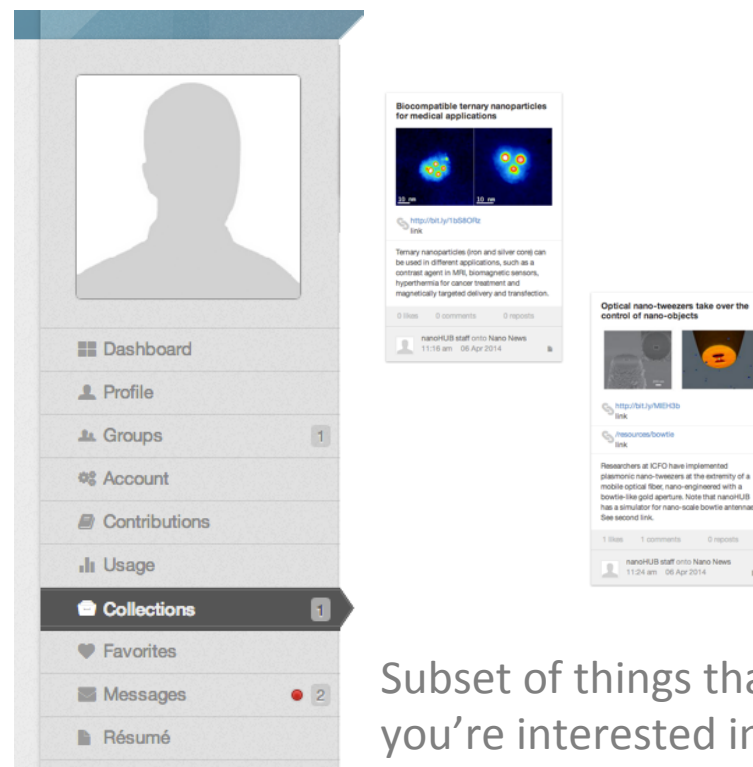 Dashboard
Profile
Groups 1
Account
Contributions
Usage
Collections 1
Favorites
Messages 2
Résumé
Biocompatible ternary nanoparticles
for medical applications
10 nm 10 nm
http://bit.ly/1bS8ORz
link
Ternary nanoparticles (iron and silver core) can
be used in different applications, such as a
contrast agent in MRI, biomagnetic sensors,
hyperthermia for cancer treatment and
magnetically targeted delivery and transfection.
0 likes 0 comments 0 reposts
nanoHUB staff onto Nano News
11:16 am 06 Apr 2014
Optical nano-tweezers take over the
control of nano-objects
http://bit.ly/MIEH3b
link
/resources/bowtie
link
Researchers at ICFO have implemented
plasmonic nano-tweezers at the extremity of a
mobile optical fiber, nano-engineered with a
bowtie-like gold aperture. Note that nanoHUB
has a simulator for nano-scale bowtie antennae
See second link.
1 likes 1 comments 0 reposts
nanoHUB staff onto Nano News
11:24 am 06 Apr 2014
Subset of things tha
you’re interested in